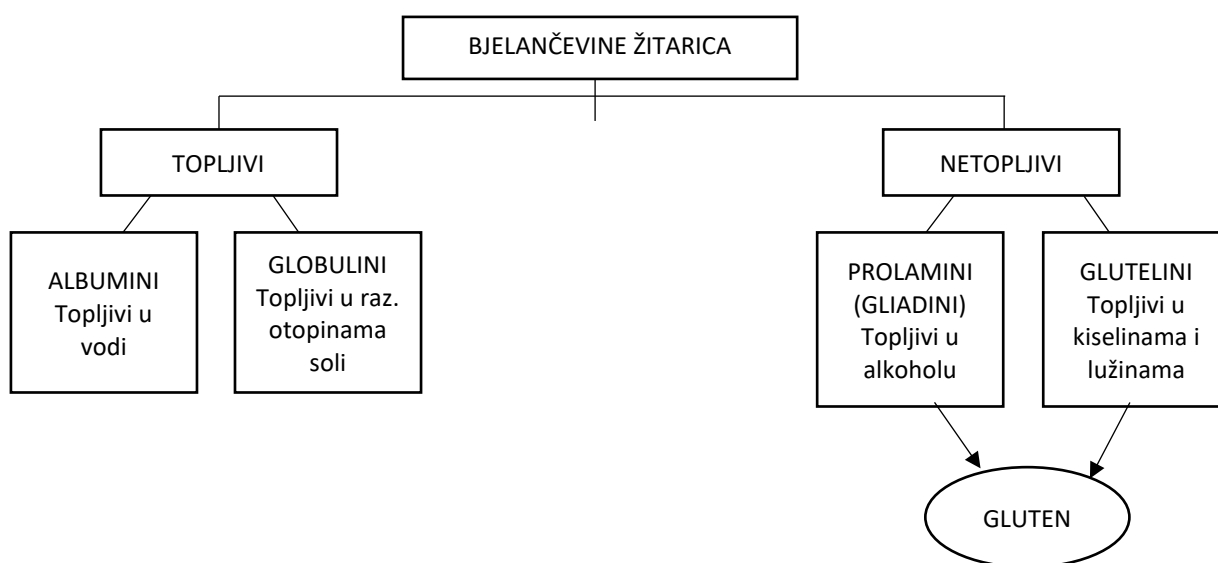 BJELANČEVINE ŽITARICA
TOPLJIVI
NETOPLJIVI
ALBUMINI
Topljivi u
vodi
GLOBULINI
Topljivi u raz.
otopinama
soli
PROLAMINI
(GLIADINI)
Topljivi u
alkoholu
GLUTELINI
Topljivi u
kiselinama i
lužinama
GLUTEN